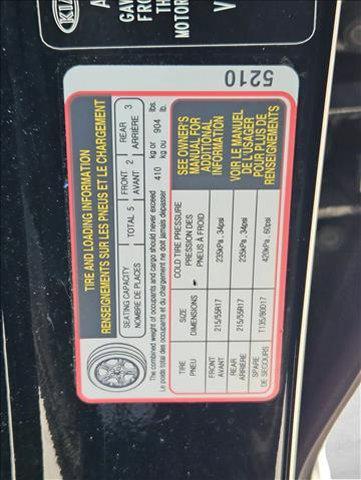 KIA
5210
TIRE AND LOADING INFORMATION
RENSEIGNEMENTS SUR LES PNEUS ET LE CHARGEMENT
SEATING CAPACITY TOTAL 5 FRONT 2 REAR 3
NOMBRE DE PLACES AVANT ARRIÈRE
The combined weight of occupants and cargo should never exceed 410 kg or 904 lbs.
Le poids total des occupants et du chargement ne doit jamais dépasser kg ou lb.
TIRE SIZE COLD TIRE PRESSURE
PNEU DIMENSIONS PRESSION DES PNEUS À FROID
FRONT AVANT 215/55R17 235kPa, 34psi
REAR ARRIÈRE 215/55R17 235kPa, 34psi
SPARE DE SECOURS T135/80D17 420kPa, 60psi
SEE OWNER'S
MANUAL FOR
ADDITIONAL
INFORMATION
VOIR LE MANUEL
DE L'USAGER
POUR PLUS DE
RENSEIGNEMENTS